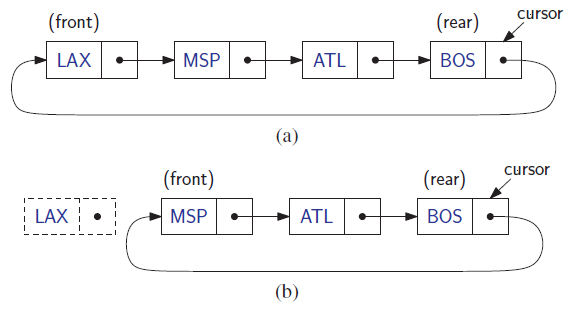 (front) (rear) cursor
LAX MSP ATL BOS
(a)
(front) (rear) cursor
LAX MSP ATL BOS
(b)